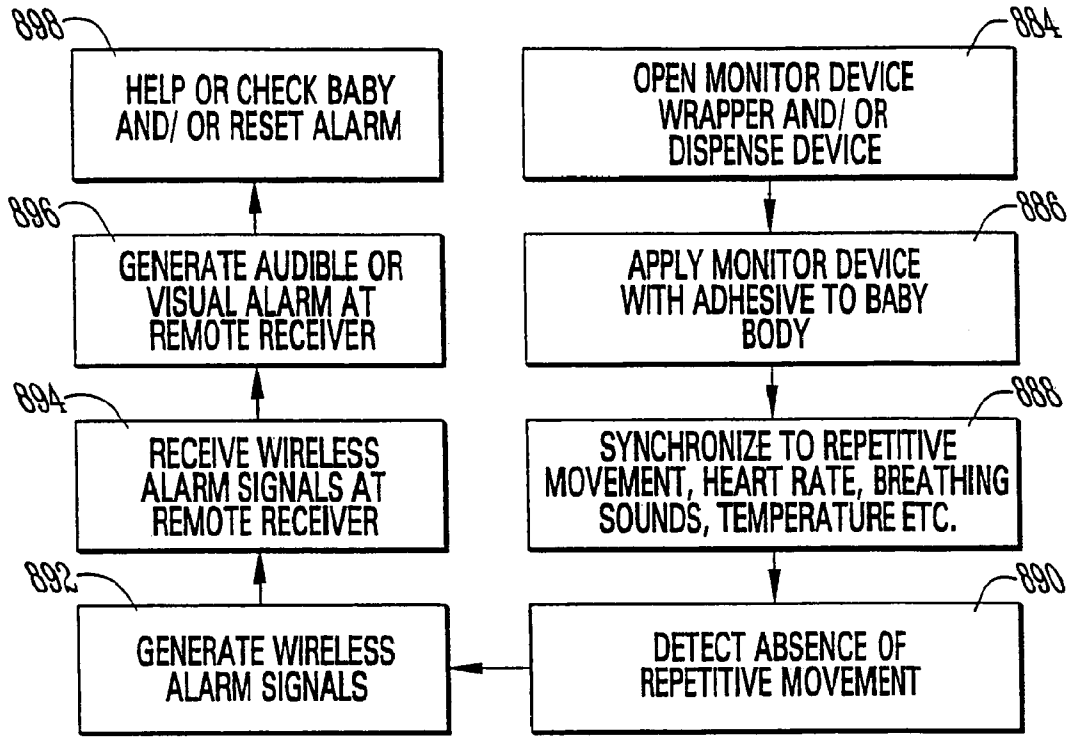 898
HELP OR CHECK BABY
AND/ OR RESET ALARM
884
OPEN MONITOR DEVICE
WRAPPER AND/ OR
DISPENSE DEVICE
896
GENERATE AUDIBLE OR
VISUAL ALARM AT
REMOTE RECEIVER
886
APPLY MONITOR DEVICE
WITH ADHESIVE TO BABY
BODY
894
RECEIVE WIRELESS
ALARM SIGNALS AT
REMOTE RECEIVER
888
SYNCHRONIZE TO REPETITIVE
MOVEMENT, HEART RATE, BREATHING
SOUNDS, TEMPERATURE ETC.
892
GENERATE WIRELESS
ALARM SIGNALS
890
DETECT ABSENCE OF
REPETITIVE MOVEMENT